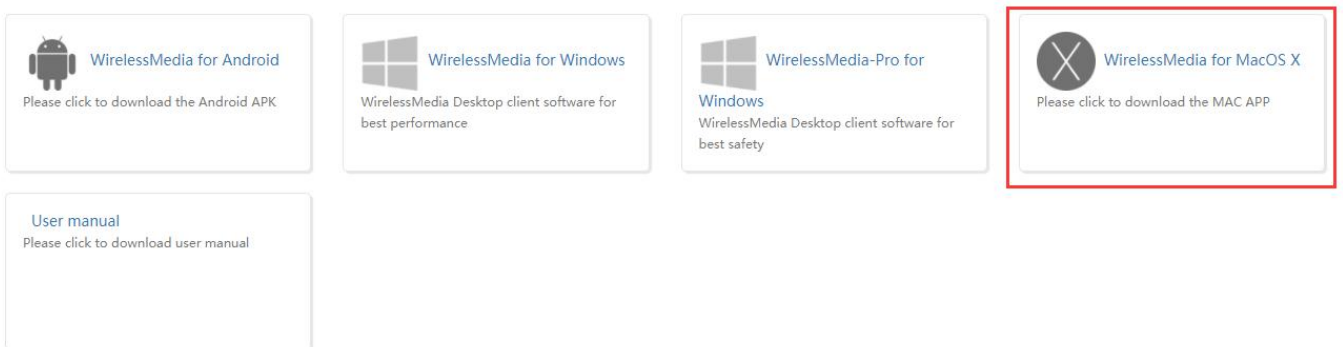 WirelessMedia for Android
Please click to download the Android APK
WirelessMedia for Windows
WirelessMedia Desktop client software for
best performance
WirelessMedia-Pro for
Windows
WirelessMedia Desktop client software for
best safety
WirelessMedia for MacOS X
Please click to download the MAC APP
User manual
Please click to download user manual